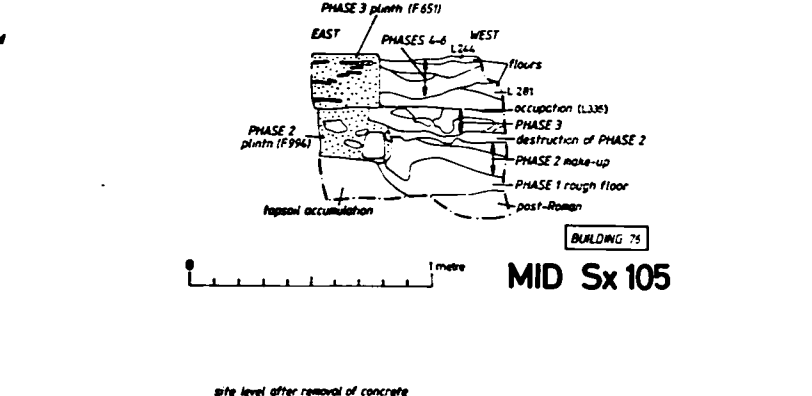 PHASE 3 plinth (F651)
EAST
PHASES 4-6
WEST
L244
floors
L281
occupation (L335)
PHASE 3
PHASE 2
plinth (F994)
destruction of PHASE 2
PHASE 2 make-up
PHASE 1 rough floor
topsoil accumulation
post-Roman
BUILDING
0
1 metre
MID Sx 105
site level after removal of concrete